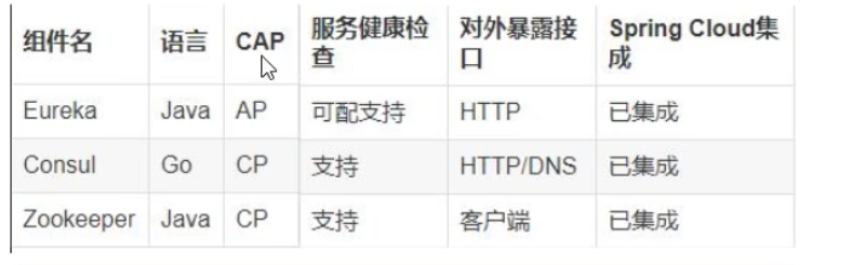 组件名 语言 CAP 服务健康检查 对外暴露接口 Spring Cloud集成
Eureka Java AP 可配支持 HTTP 已集成
Consul Go CP 支持 HTTP/DNS 已集成
Zookeeper Java CP 支持 客户端 已集成